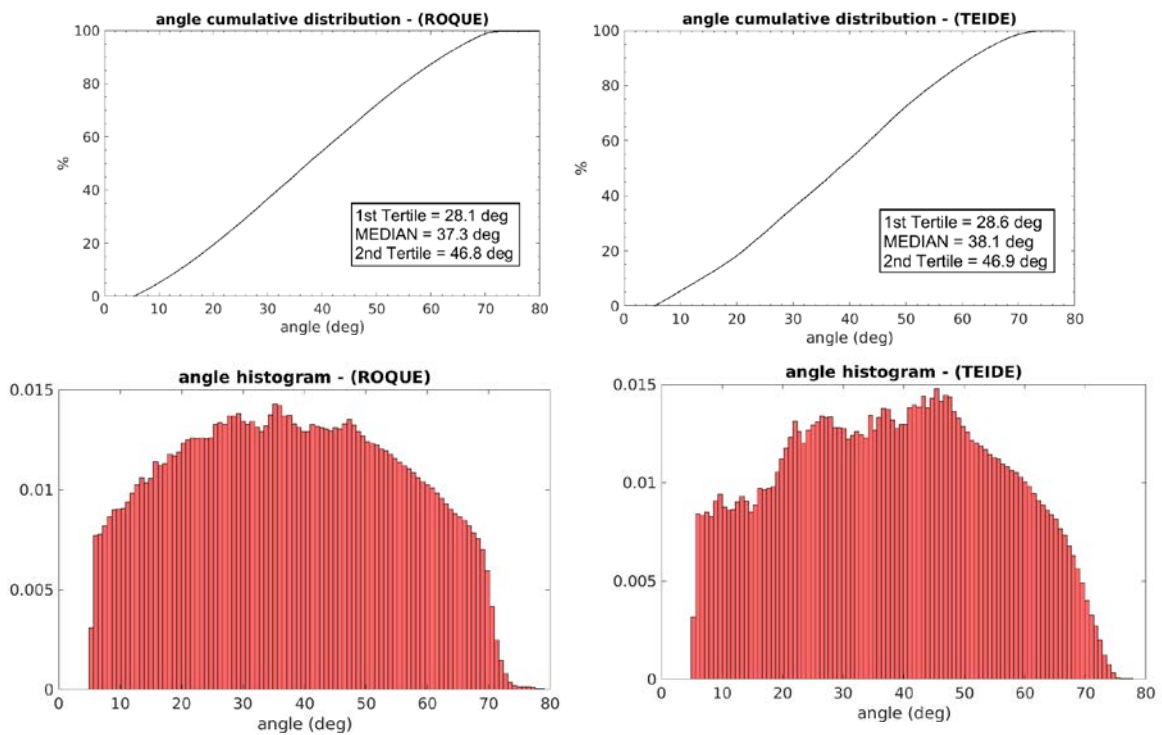 angle cumulative distribution - (ROQUE)
100
80
60
40
20
0
%
1st Tertile = 28.1 deg
MEDIAN = 37.3 deg
2nd Tertile = 46.8 deg
0 10 20 30 40 50 60 70 80
angle (deg)
angle cumulative distribution - (TEIDE)
100
80
60
40
20
0
%
1st Tertile = 28.6 deg
MEDIAN = 38.1 deg
2nd Tertile = 46.9 deg
0 10 20 30 40 50 60 70 80
angle (deg)
angle histogram - (ROQUE)
0.015
0.01
0.005
0
0 10 20 30 40 50 60 70 80
angle (deg)
angle histogram - (TEIDE)
0.015
0.01
0.005
0
0 10 20 30 40 50 60 70 80
angle (deg)